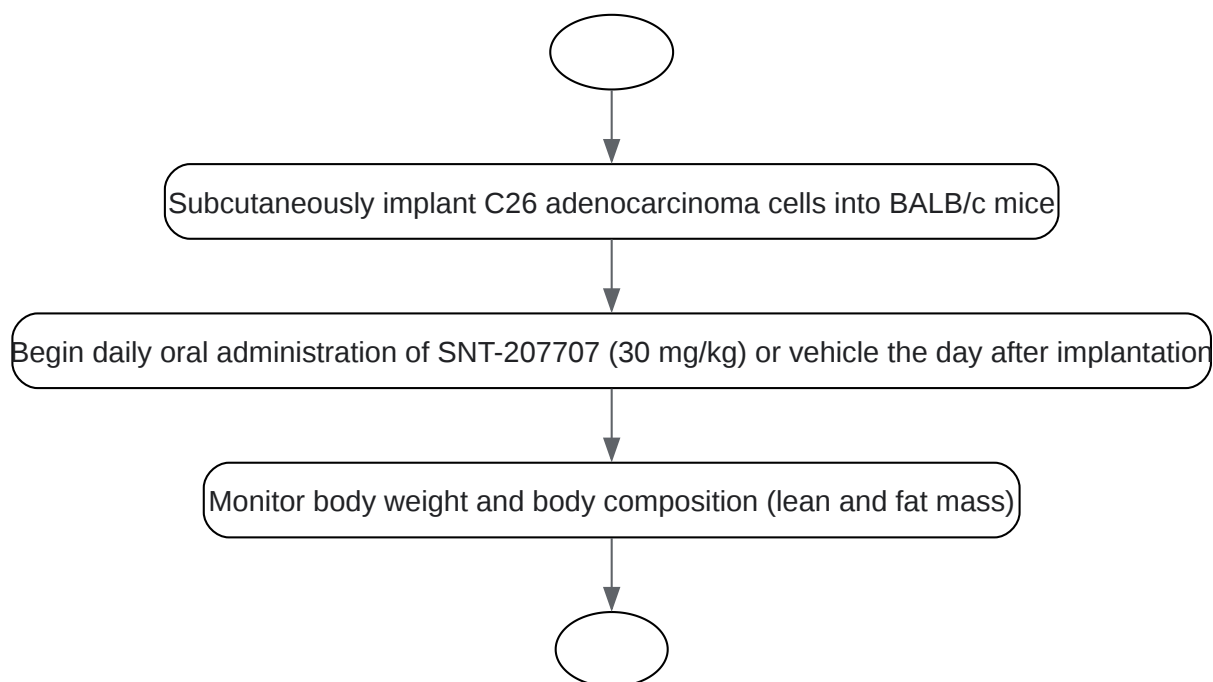 Subcutaneously implant C26 adenocarcinoma cells into BALB/c mice
Begin daily oral administration of SNT-207707 (30 mg/kg) or vehicle the day after implantation
Monitor body weight and body composition (lean and fat mass)